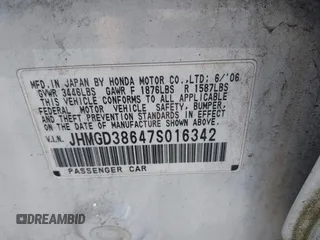 MFD. IN JAPAN BY HONDA MOTOR CO.,LTD. 6/'06
GVWR 3446LBS GAWR F 1876LBS R 1587LBS
THIS VEHICLE CONFORMS TO ALL APPLICABLE
FEDERAL MOTOR VEHICLE SAFETY, BUMPER,
AND THEFT PREVENTION STANDARDS IN EFFECT
ON THE DATE OF MANUFACTURE SHOWN ABOVE.
V.I.N. JHMGD38647S016342
PASSENGER CAR
DREAMBID